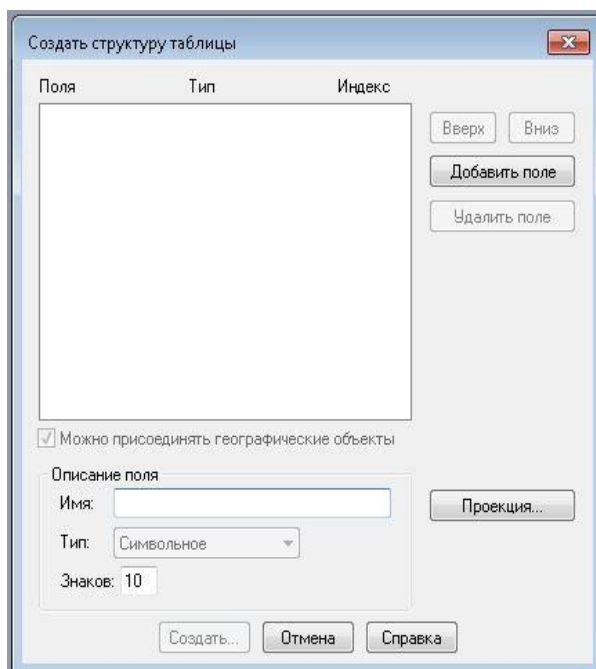 Создать структуру таблицы
Поля Тип Индекс
Вверх Вниз
Добавить поле
Удалить поле
Можно присоединять географические объекты
Описание поля
Имя:
Проекция...
Тип: Символьное
Знаков: 10
Создать... Отмена Справка